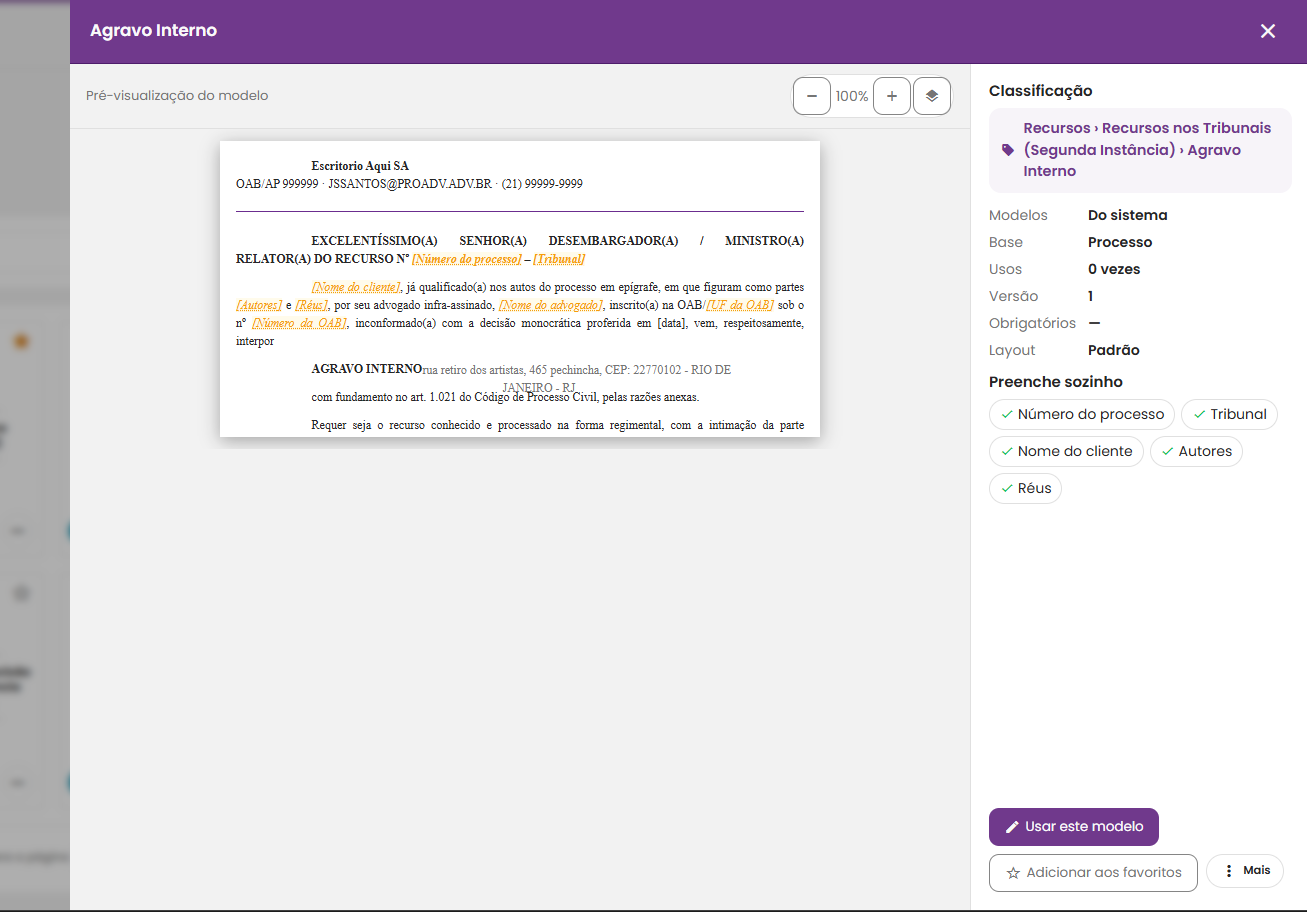 Agravo Interno
Pré-visualização do modelo
100%
Escritorio Aqui SA
OAB/AP 999999 · JSSANTOS@PROADV.ADV.BR · (21) 99999-9999
EXCELENTÍSSIMO(A) SENHOR(A) DESEMBARGADOR(A) / MINISTRO(A)
RELATOR(A) DO RECURSO Nº [Número do processo] – [Tribunal]
[Nome do cliente], já qualificado(a) nos autos do processo em epígrafe, em que figuram como partes
[Autores] e [Réus], por seu advogado infra-assinado, [Nome do advogado], inscrito(a) na OAB/[UF da OAB] sob o
nº [Número da OAB], inconformado(a) com a decisão monocrática proferida em [data], vem, respeitosamente,
interpor
AGRAVO INTERNO
rua retiro dos artistas, 465 pechincha, CEP: 22770102 - RIO DE
JANEIRO - RJ
com fundamento no art. 1.021 do Código de Processo Civil, pelas razões anexas.
Requer seja o recurso conhecido e processado na forma regimental, com a intimação da parte
Classificação
Recursos › Recursos nos Tribunais
(Segunda Instância) › Agravo
Interno
Modelos Do sistema
Base Processo
Usos 0 vezes
Versão 1
Obrigatórios —
Layout Padrão
Preenche sozinho
Número do processo Tribunal
Nome do cliente Autores
Réus
Usar este modelo
Adicionar aos favoritos Mais